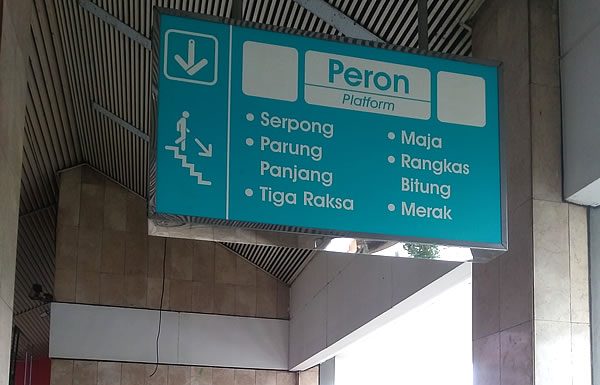 Peron
Platform
Serpong
Parung
Panjang
Tiga Raksa
Maja
Rangkas
Bitung
Merak